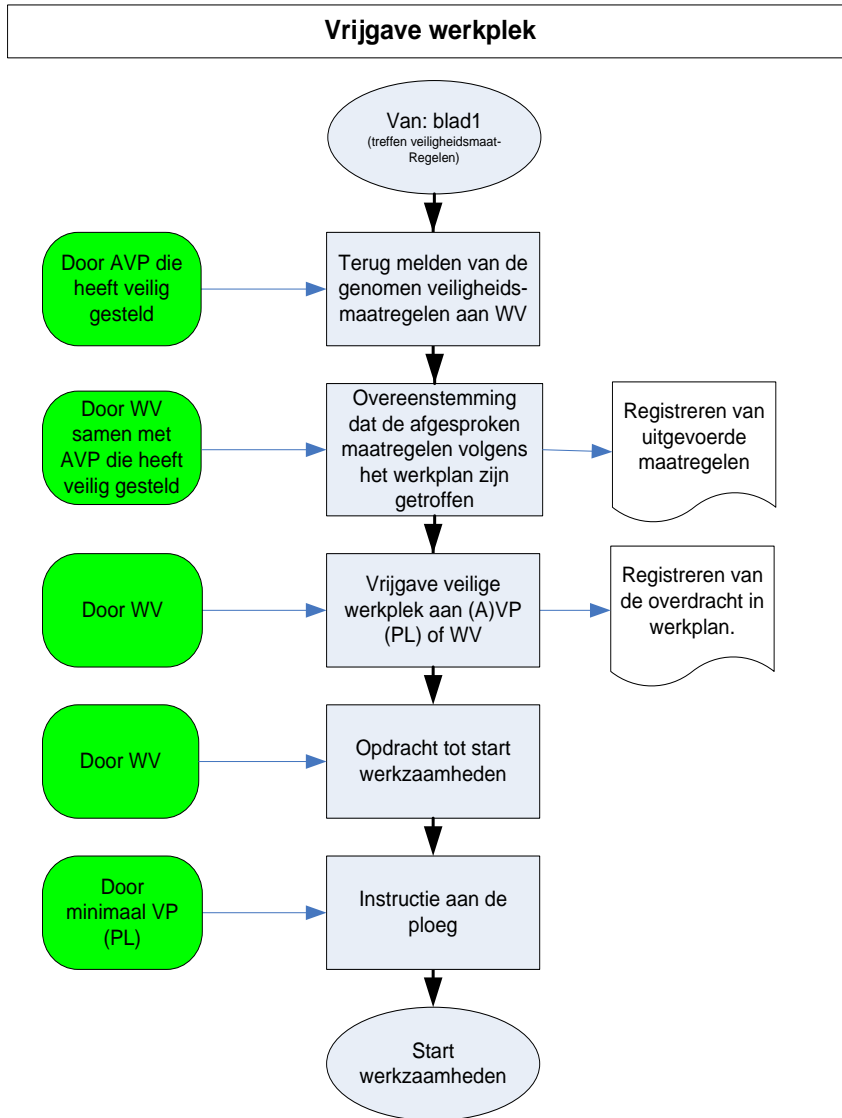 Vrijgave werkplek
Van: blad1
(treffen veiligheidsmaat-
Regelen)
Door AVP die
heeft veilig
gesteld
Terug melden van de
genomen veiligheids-
maatregelen aan WV
Door WV
samen met
AVP die heeft
veilig gesteld
Overeenstemming
dat de afgesproken
maatregelen volgens
het werkplan zijn
getroffen
Registreren van
uitgevoerde
maatregelen
Door WV
Vrijgave veilige
werkplek aan (A)VP
(PL) of WV
Registreren van
de overdracht in
werkplan.
Door WV
Opdracht tot start
werkzaamheden
Door
minimaal VP
(PL)
Instructie aan de
ploeg
Start
werkzaamheden